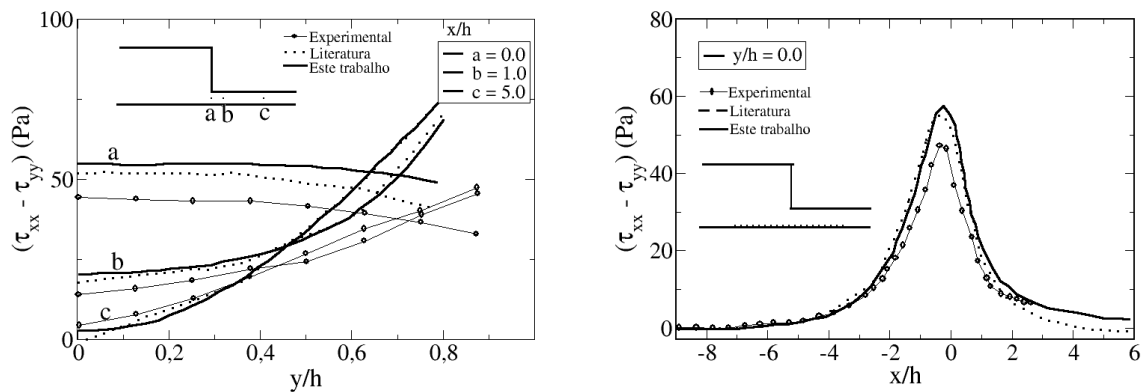 100
50
0
(τxx - τyy) (Pa)
0 0,2 0,4 0,6 0,8 1
y/h
Experimental
Literatura
Este trabalho
x/h
a = 0.0
b = 1.0
c = 5.0
a b c
a
b
c
80
60
40
20
0
(τxx - τyy) (Pa)
-8 -6 -4 -2 0 2 4 6
x/h
y/h = 0.0
Experimental
Literatura
Este trabalho